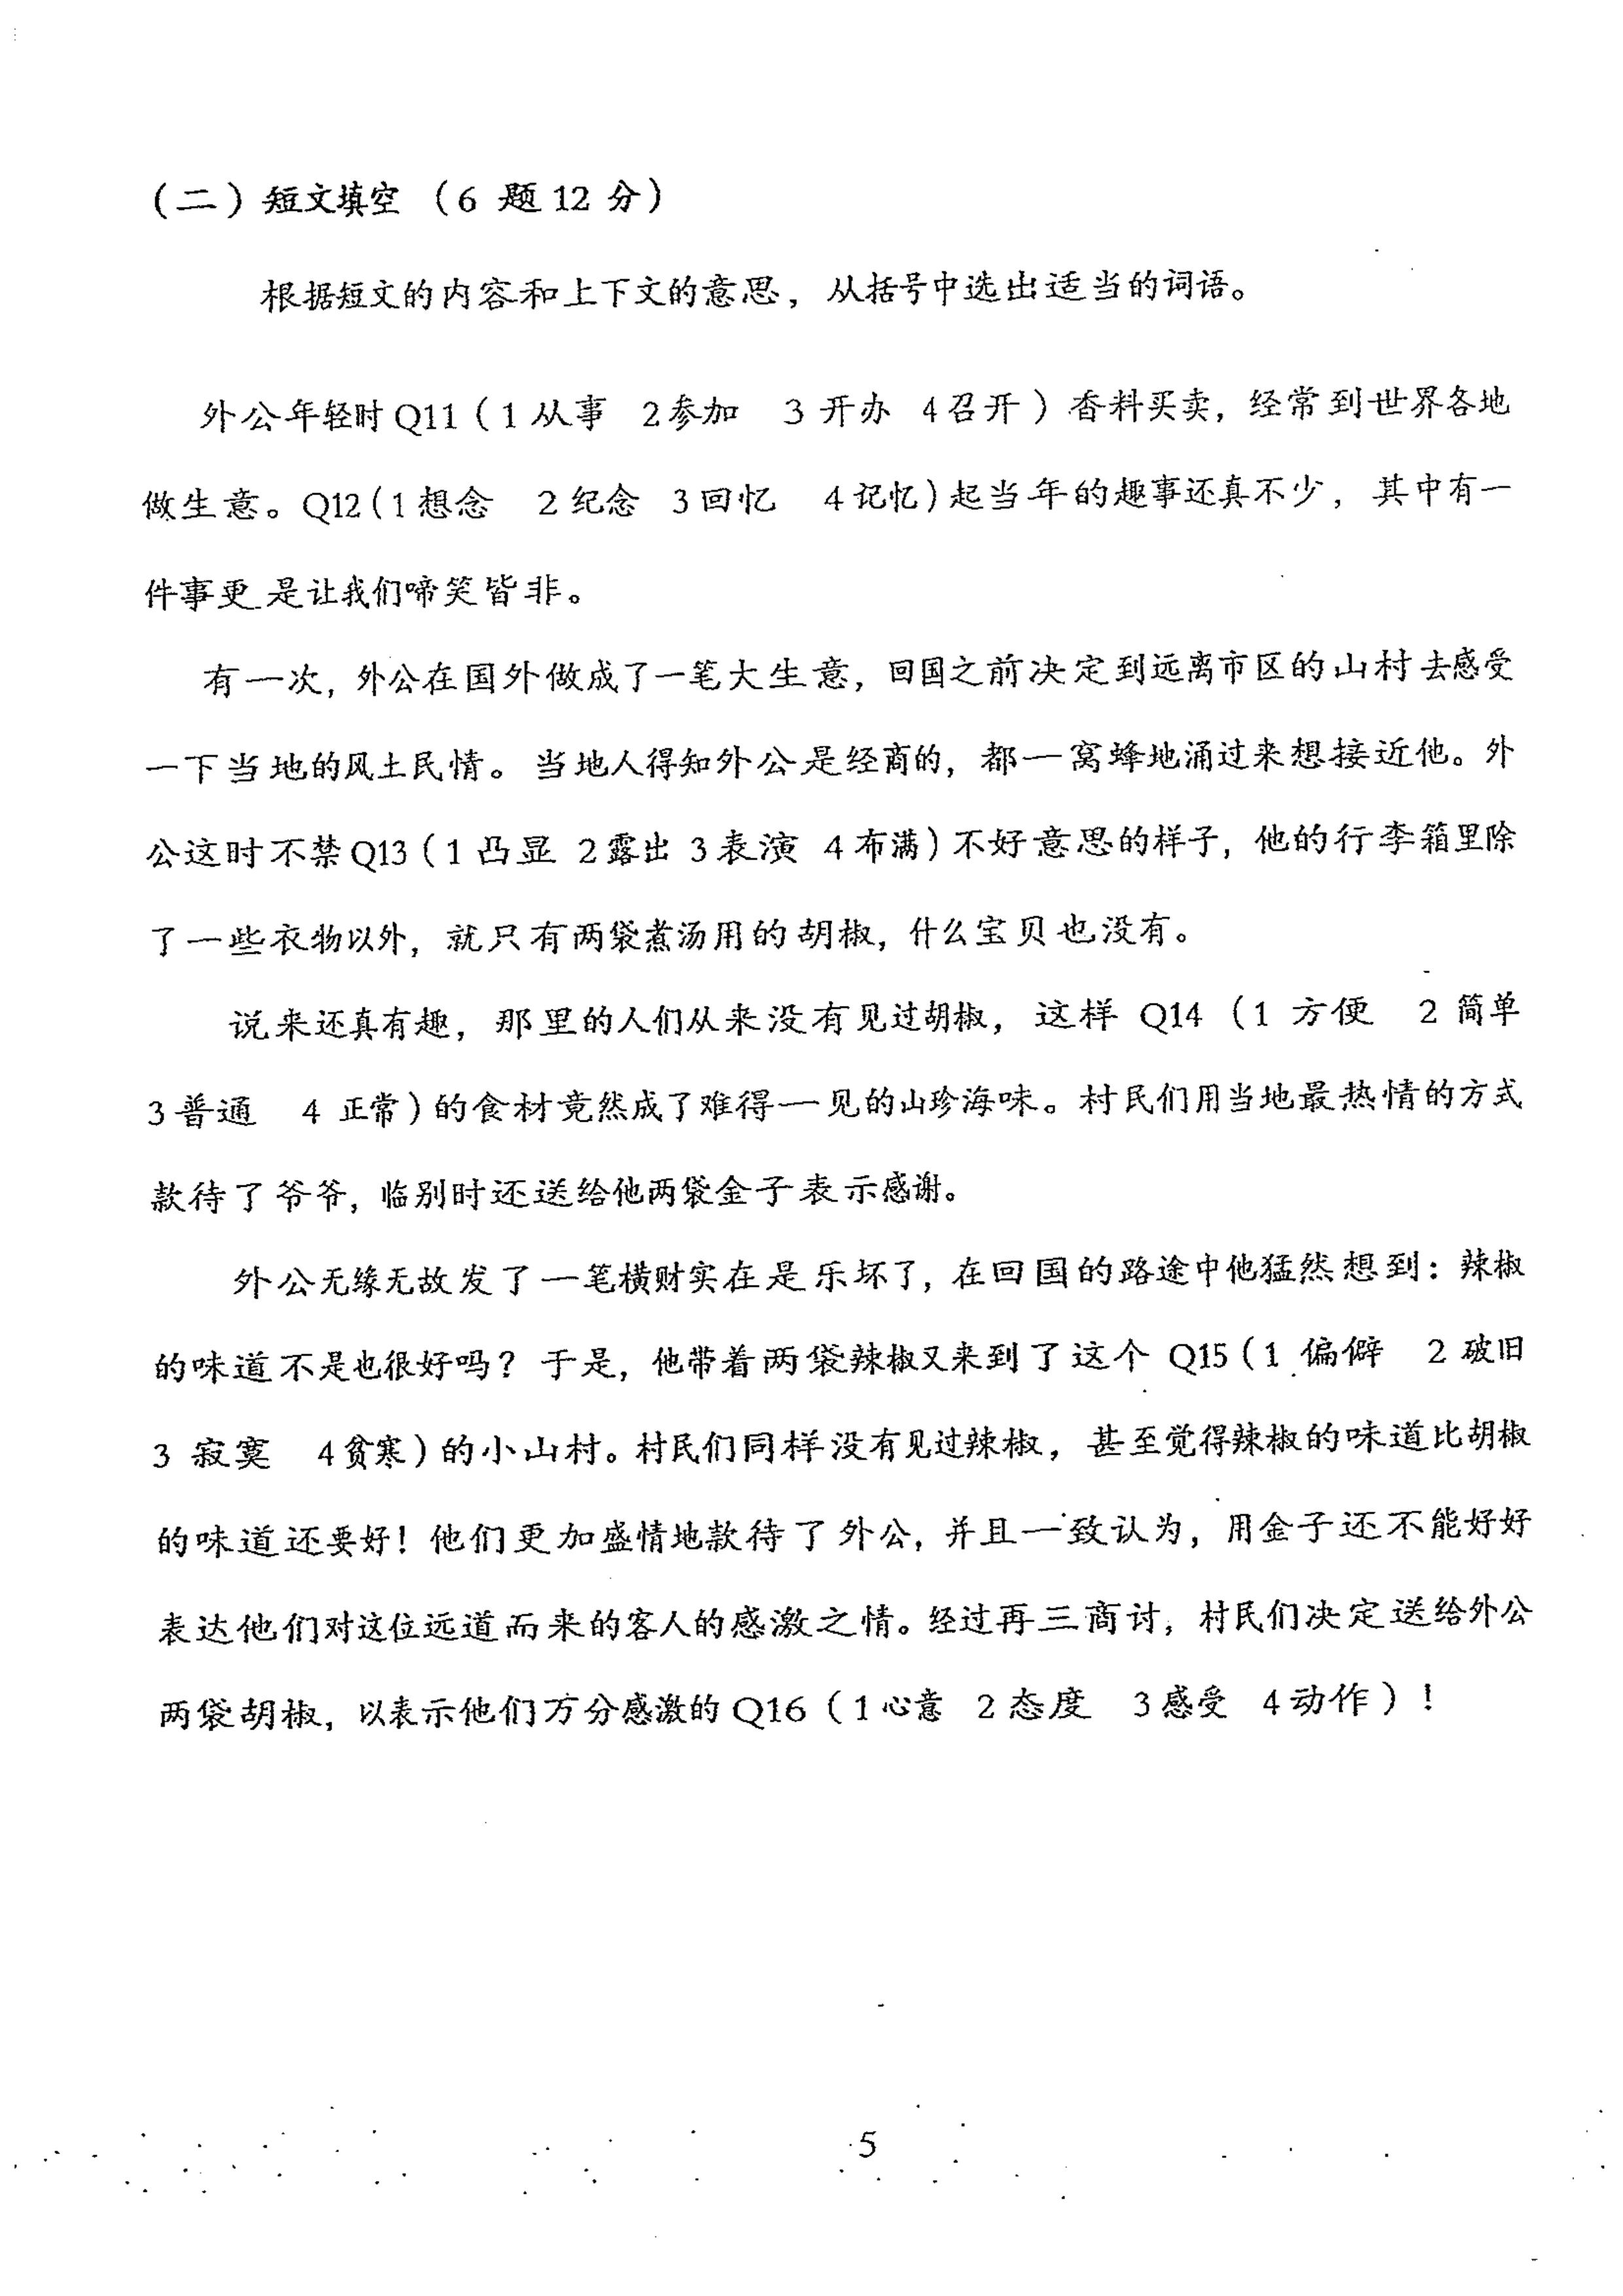 （二）短文填空 （6 题 12 分）
根据短文的内容和上下文的意思，从括号中选出适当的词语。
外公年轻时 Q11（1 从事 2 参加 3 开办 4 召开）香料买卖，经常到世界各地
做生意。Q12（1 想念 2 纪念 3 回忆 4 记忆）起当年的趣事还真不少，其中有一
件事更是让我们啼笑皆非。
有一次，外公在国外做成了一笔大生意，回国之前决定到远离市区的山村去感受
一下当地的风土民情。当地人得知外公是经商的，都一窝蜂地涌过来想接近他。外
公这时不禁 Q13（1 凸显 2 露出 3 表演 4 布满）不好意思的样子，他的行李箱里除
了一些衣物以外，就只有两袋煮汤用的胡椒，什么宝贝也没有。
说来还真有趣，那里的人们从来没有见过胡椒，这样 Q14（1 方便 2 简单
3 普通 4 正常）的食材竟然成了难得一见的山珍海味。村民们用当地最热情的方式
款待了爷爷，临别时还送给他两袋金子表示感谢。
外公无缘无故发了一笔横财实在是乐坏了，在回国的路途中他猛然想到：辣椒
的味道不是也很好吗？于是，他带着两袋辣椒又来到了这个 Q15（1 偏僻 2 破旧
3 寂寞 4 贫寒）的小山村。村民们同样没有见过辣椒，甚至觉得辣椒的味道比胡椒
的味道还要好！他们更加盛情地款待了外公，并且一致认为，用金子还不能好好
表达他们对这位远道而来的客人的感激之情。经过再三商讨，村民们决定送给外公
两袋胡椒，以表示他们万分感激的 Q16（1 心意 2 态度 3 感受 4 动作）！
5